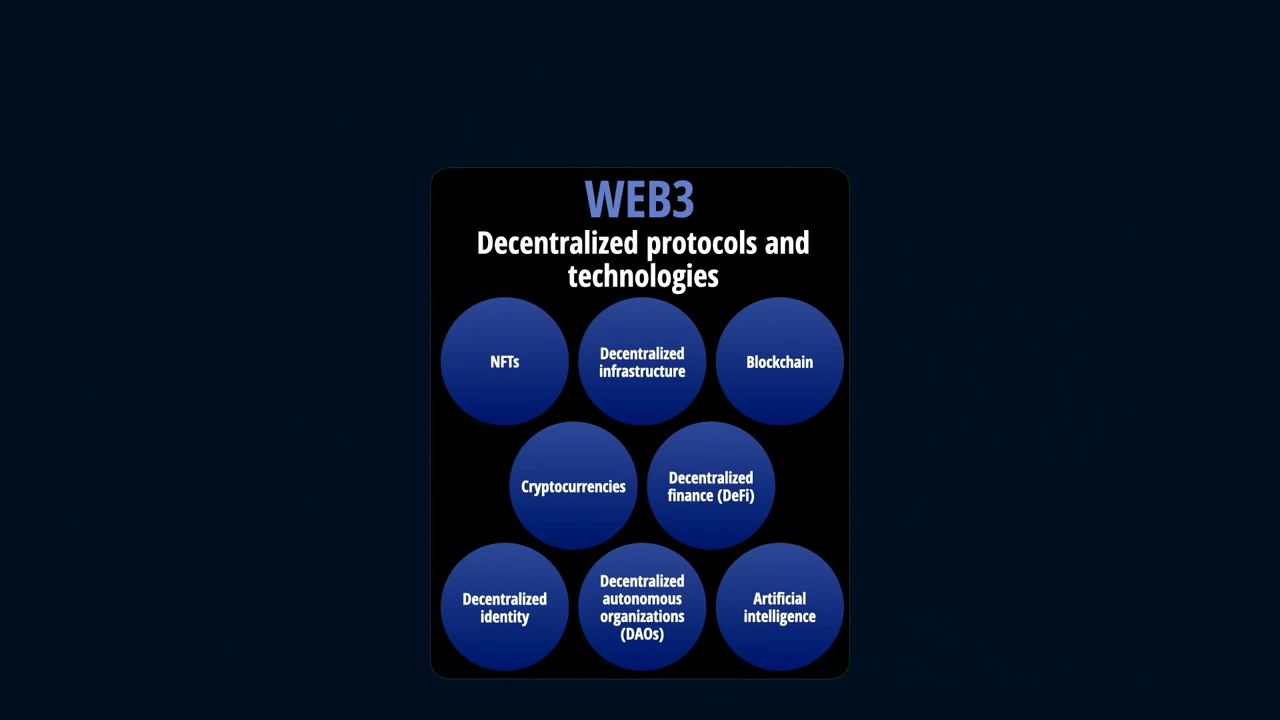 WEB3
Decentralized protocols and
technologies
NFTs
Decentralized
infrastructure
Blockchain
Cryptocurrencies
Decentralized
finance (DeFi)
Decentralized
identity
Decentralized
autonomous
organizations
(DAOs)
Artificial
intelligence